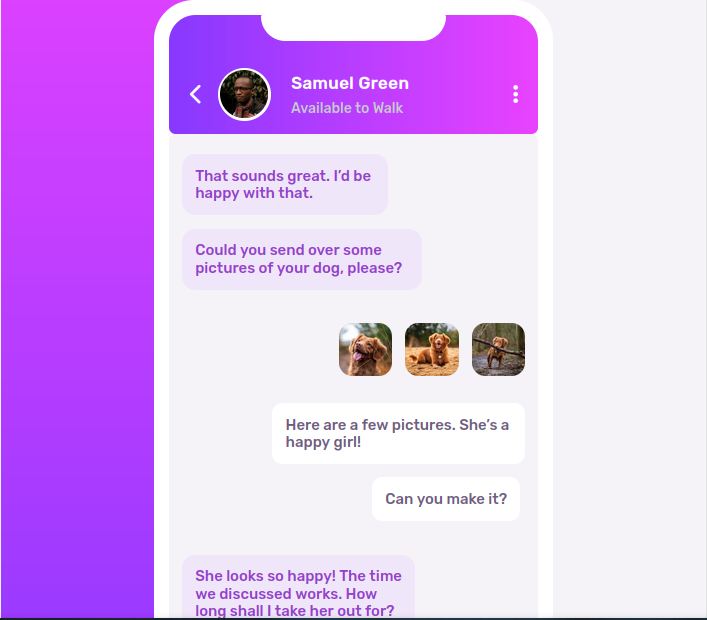 Samuel Green
Available to Walk
That sounds great. I’d be
happy with that.
Could you send over some
pictures of your dog, please?
Here are a few pictures. She’s a
happy girl!
Can you make it?
She looks so happy! The time
we discussed works. How
long shall I take her out for?